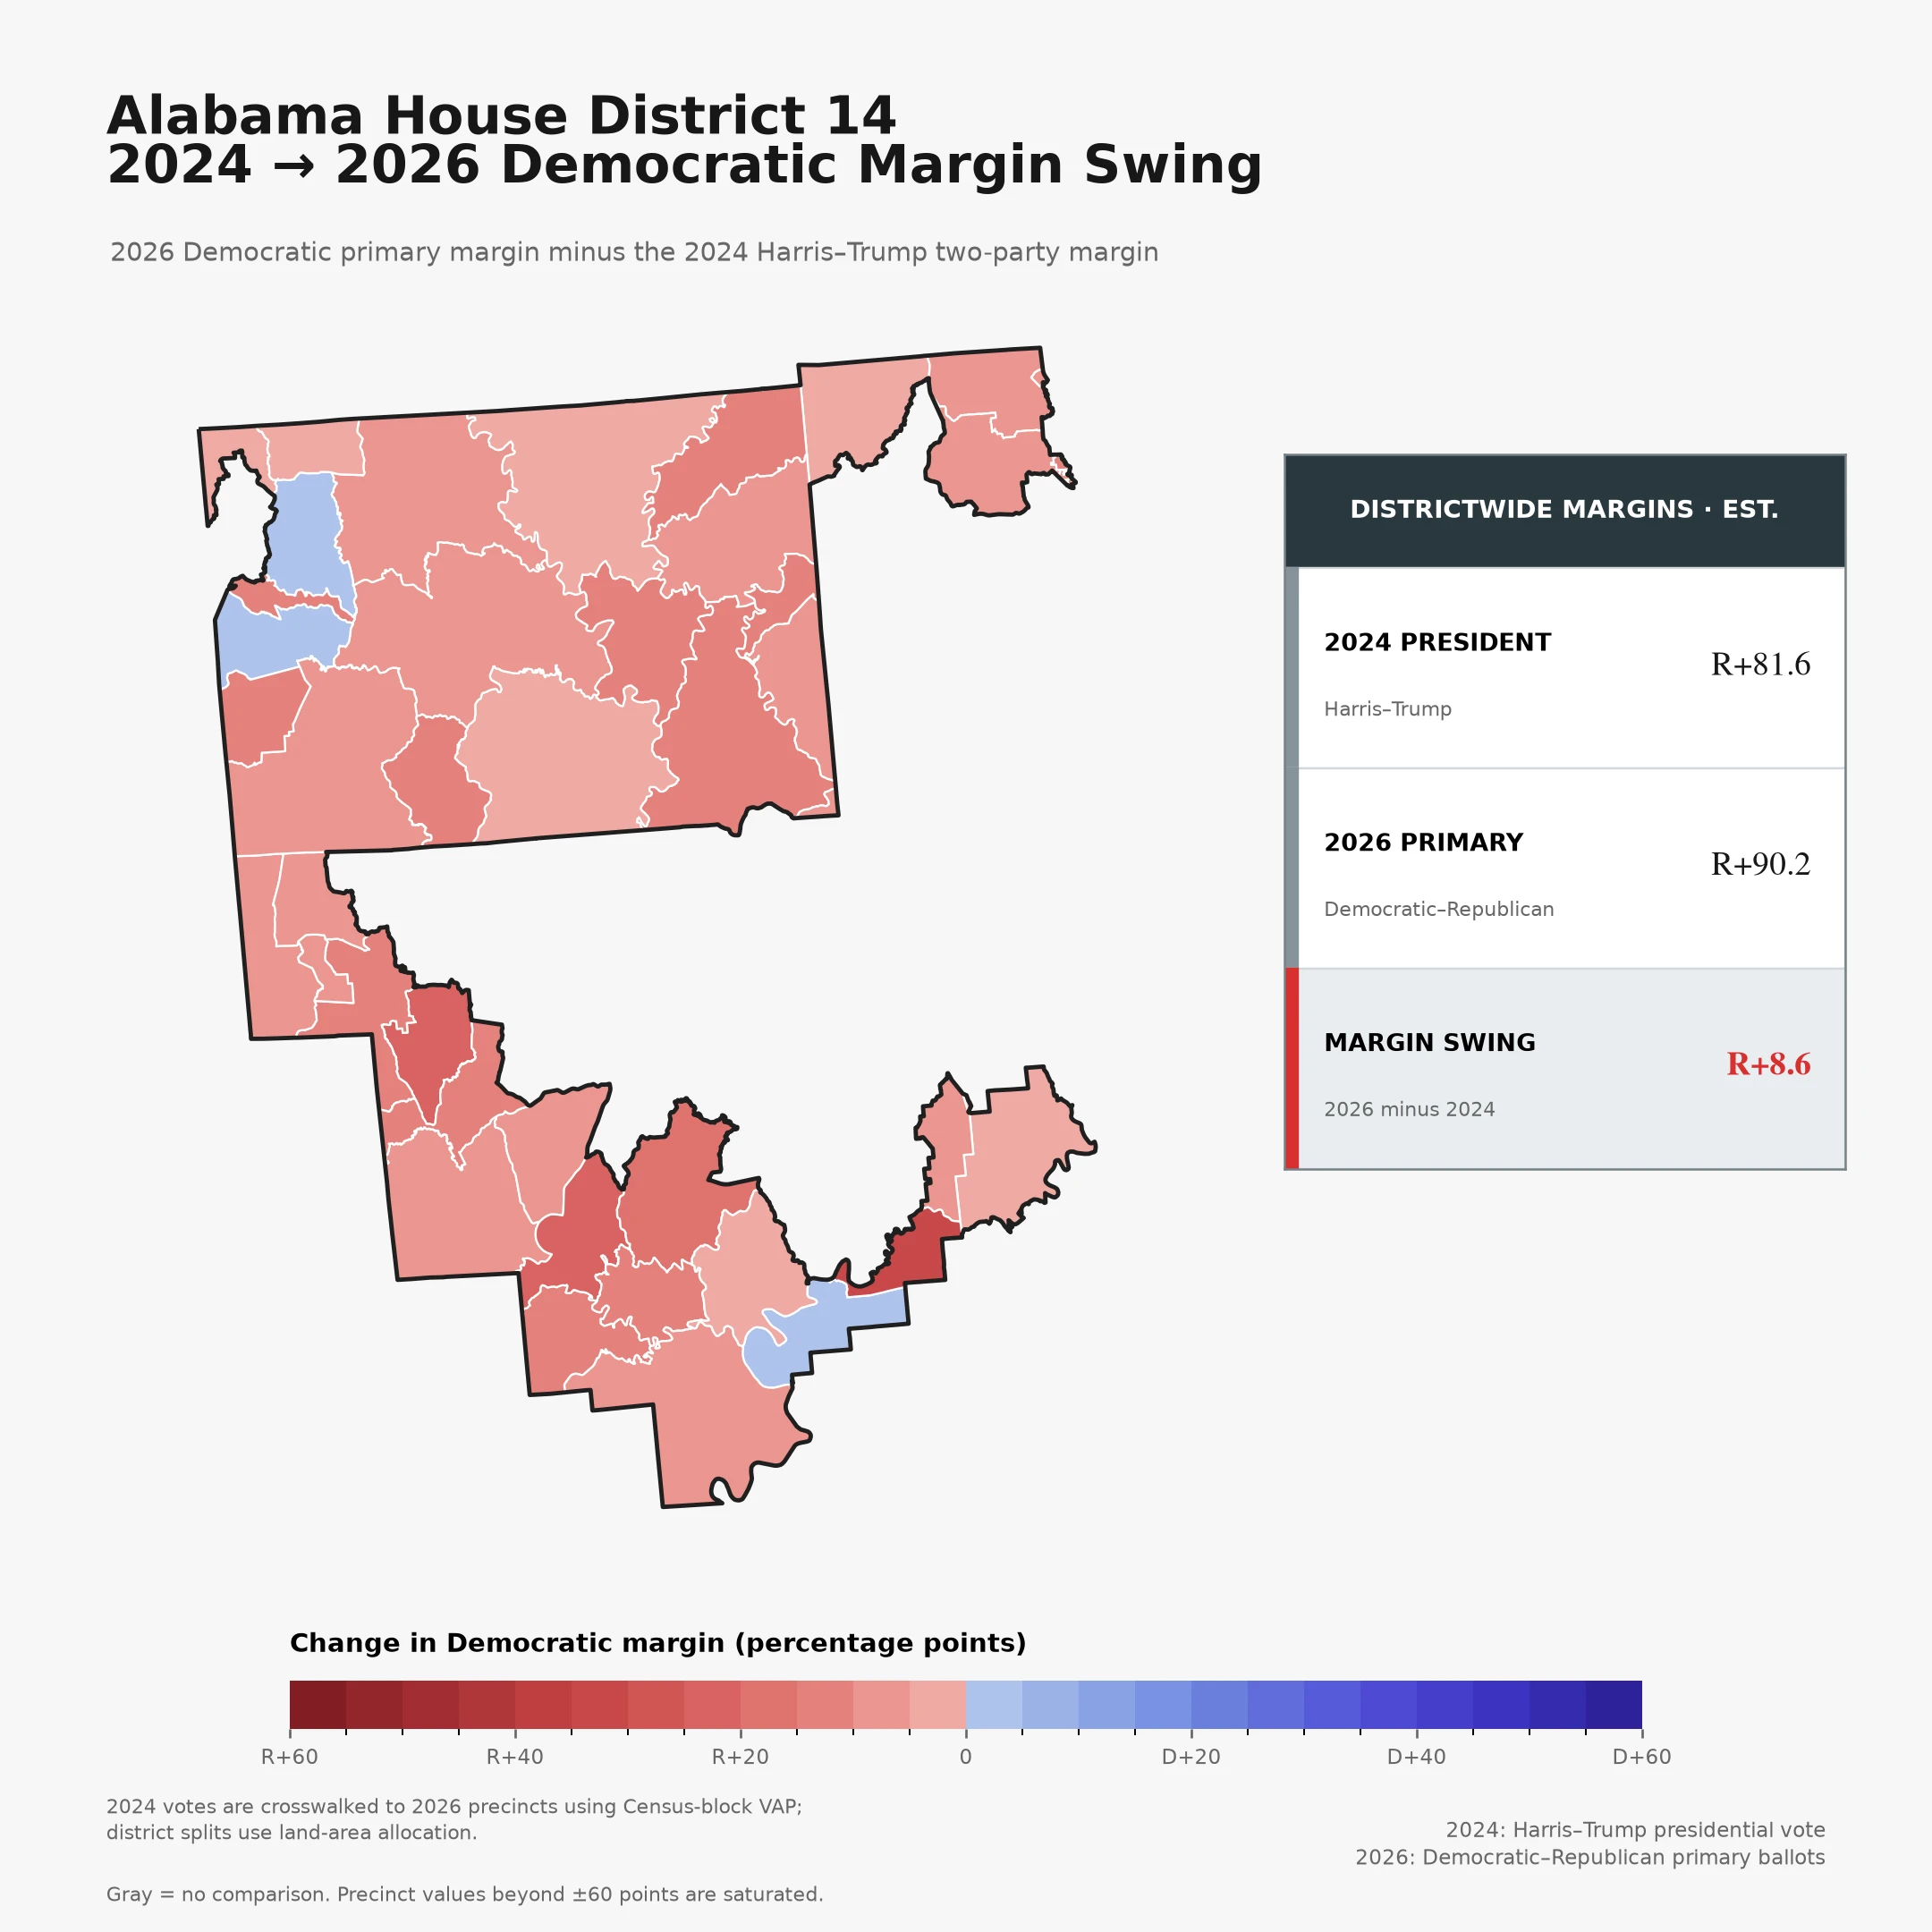 Alabama House District 14
2024 → 2026 Democratic Margin Swing
2026 Democratic primary margin minus the 2024 Harris–Trump two-party margin
DISTRICTWIDE MARGINS · EST.
2024 PRESIDENT
R+81.6
Harris–Trump
2026 PRIMARY
R+90.2
Democratic–Republican
MARGIN SWING
R+8.6
2026 minus 2024
Change in Democratic margin (percentage points)
R+60
R+40
R+20
0
D+20
D+40
D+60
2024 votes are crosswalked to 2026 precincts using Census-block VAP;
district splits use land-area allocation.
2024: Harris–Trump presidential vote
2026: Democratic–Republican primary ballots
Gray = no comparison. Precinct values beyond ±60 points are saturated.